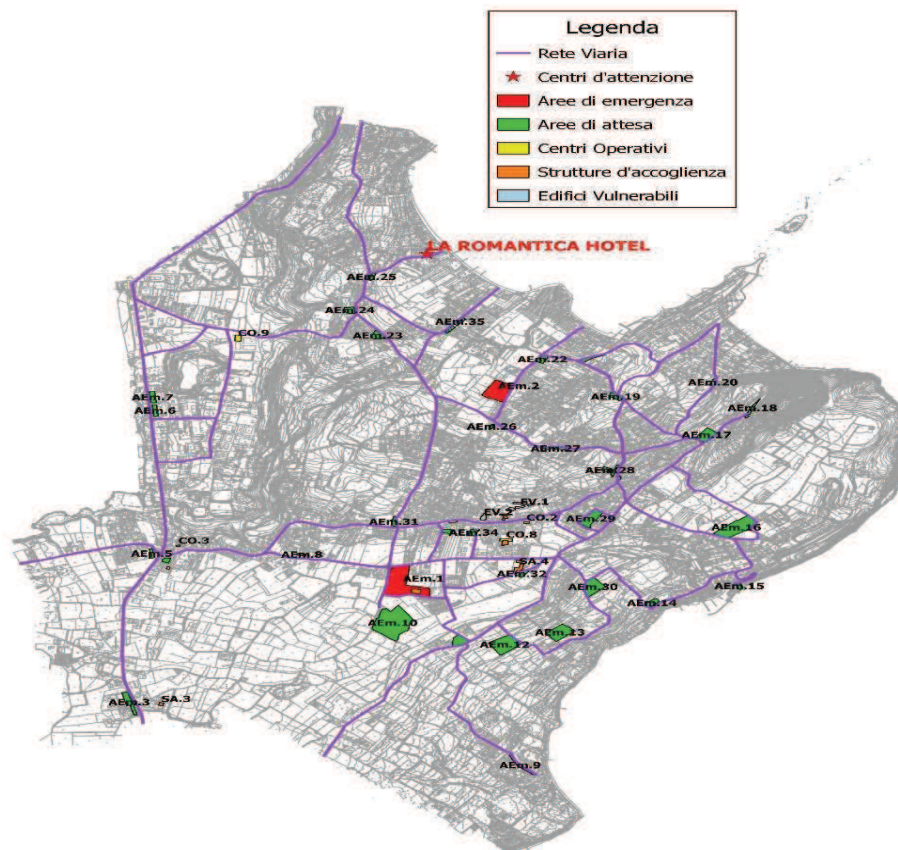 Legenda
Rete Viaria
Centri d'attenzione
Aree di emergenza
Aree di attesa
Centri Operativi
Strutture d'accoglienza
Edifici Vulnerabili
LA ROMANTICA HOTEL
AEm.25
AEm.24
AEm.35
AEm.23
CO.9
AEm.22
AEm.2
AEm.20
AEm.7
AEm.19
AEm.6
AEm.18
AEm.26
AEm.17
AEm.27
AEm.28
EV.1
EV.2
AEm.31
CO.2
AEm.29
AEm.34
AEm.16
CO.8
CO.3
AEm.5
AEm.8
SA.4
AEm.32
AEm.1
AEm.30
AEm.15
AEm.14
AEm.10
AEm.13
AEm.12
AEm.3
SA.3
AEm.9